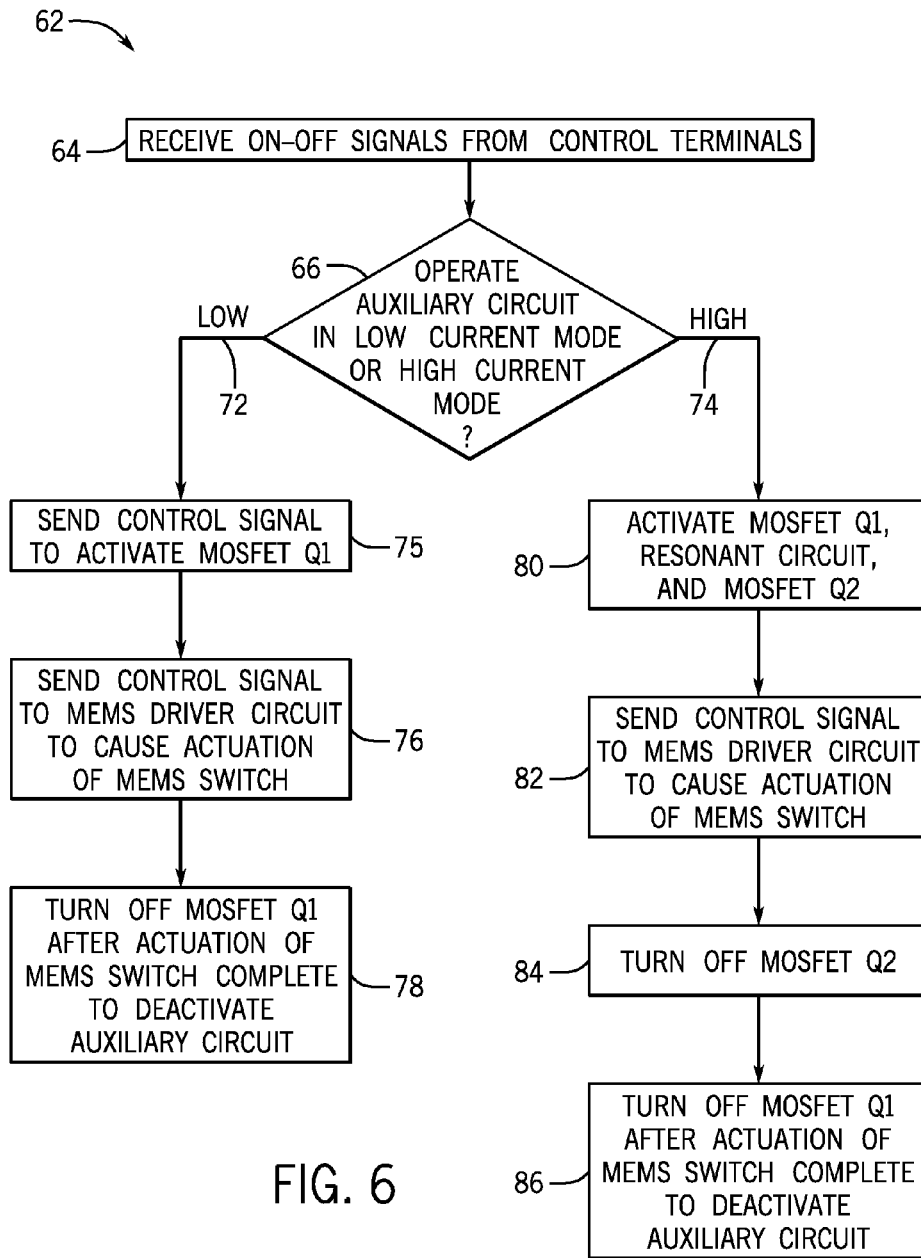 62
64
RECEIVE ON–OFF SIGNALS FROM CONTROL TERMINALS
66
OPERATE
AUXILIARY CIRCUIT
IN LOW CURRENT MODE
OR HIGH CURRENT
MODE
?
LOW
72
HIGH
74
SEND CONTROL SIGNAL
TO ACTIVATE MOSFET Q1
75
SEND CONTROL SIGNAL
TO MEMS DRIVER CIRCUIT
TO CAUSE ACTUATION
OF MEMS SWITCH
76
TURN OFF MOSFET Q1
AFTER ACTUATION OF
MEMS SWITCH COMPLETE
TO DEACTIVATE
AUXILIARY CIRCUIT
78
80
ACTIVATE MOSFET Q1,
RESONANT CIRCUIT,
AND MOSFET Q2
82
SEND CONTROL SIGNAL
TO MEMS DRIVER CIRCUIT
TO CAUSE ACTUATION
OF MEMS SWITCH
84
TURN OFF MOSFET Q2
86
TURN OFF MOSFET Q1
AFTER ACTUATION OF
MEMS SWITCH COMPLETE
TO DEACTIVATE
AUXILIARY CIRCUIT
FIG. 6